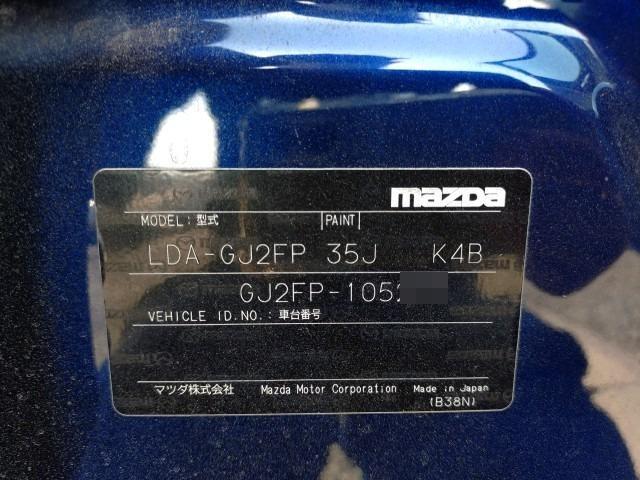 mazda
MODEL: 型式 PAINT
LDA-GJ2FP 35J K4B
GJ2FP-1052
VEHICLE ID.NO.: 車台番号
マツダ株式会社 Mazda Motor Corporation Made in Japan
(B38N)